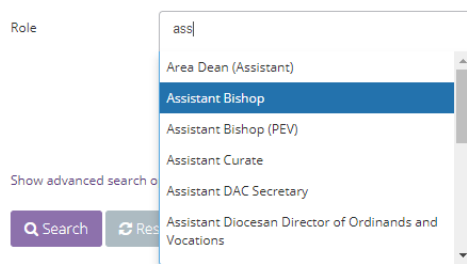 Role
ass
Area Dean (Assistant)
Assistant Bishop
Assistant Bishop (PEV)
Assistant Curate
Show advanced search o
Assistant DAC Secretary
Search
Res
Assistant Diocesan Director of Ordinands and
Vocations